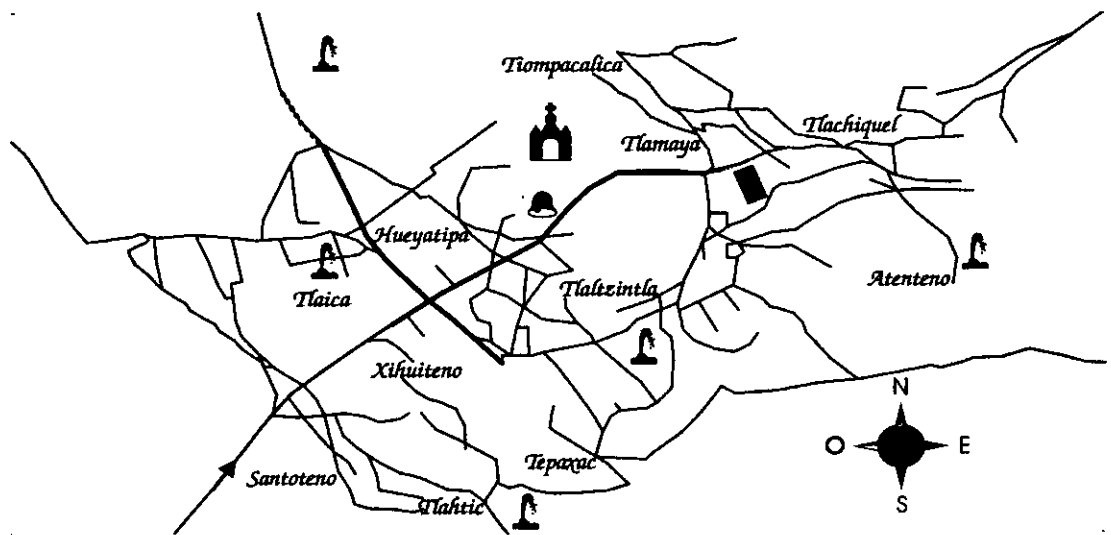 Tiompacalica
Tlachiquel
Tlamaya
Hueyatipa
Atenteno
Tlaltzintla
Tlaica
Xihuiteno
N
O
E
S
Tepaxac
Santoteno
Tlahtic